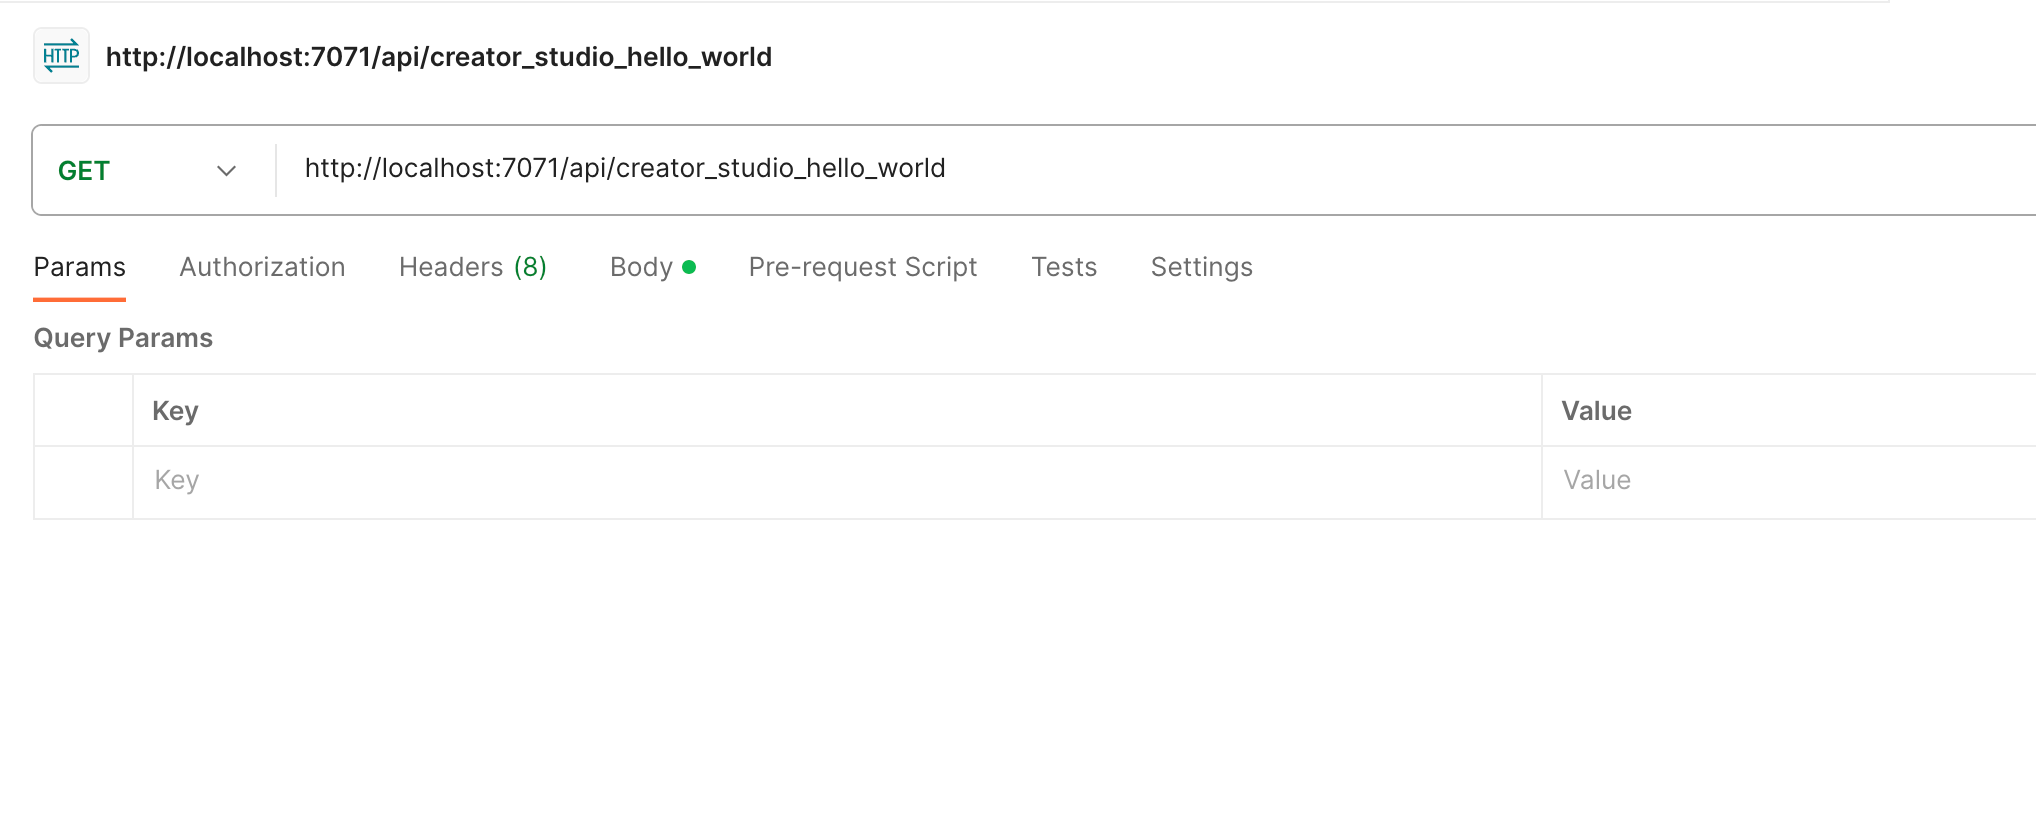 HTTP http://localhost:7071/api/creator_studio_hello_world
GET http://localhost:7071/api/creator_studio_hello_world
Params Authorization Headers (8) Body Pre-request Script Tests Settings
Query Params
Key Value
Key Value